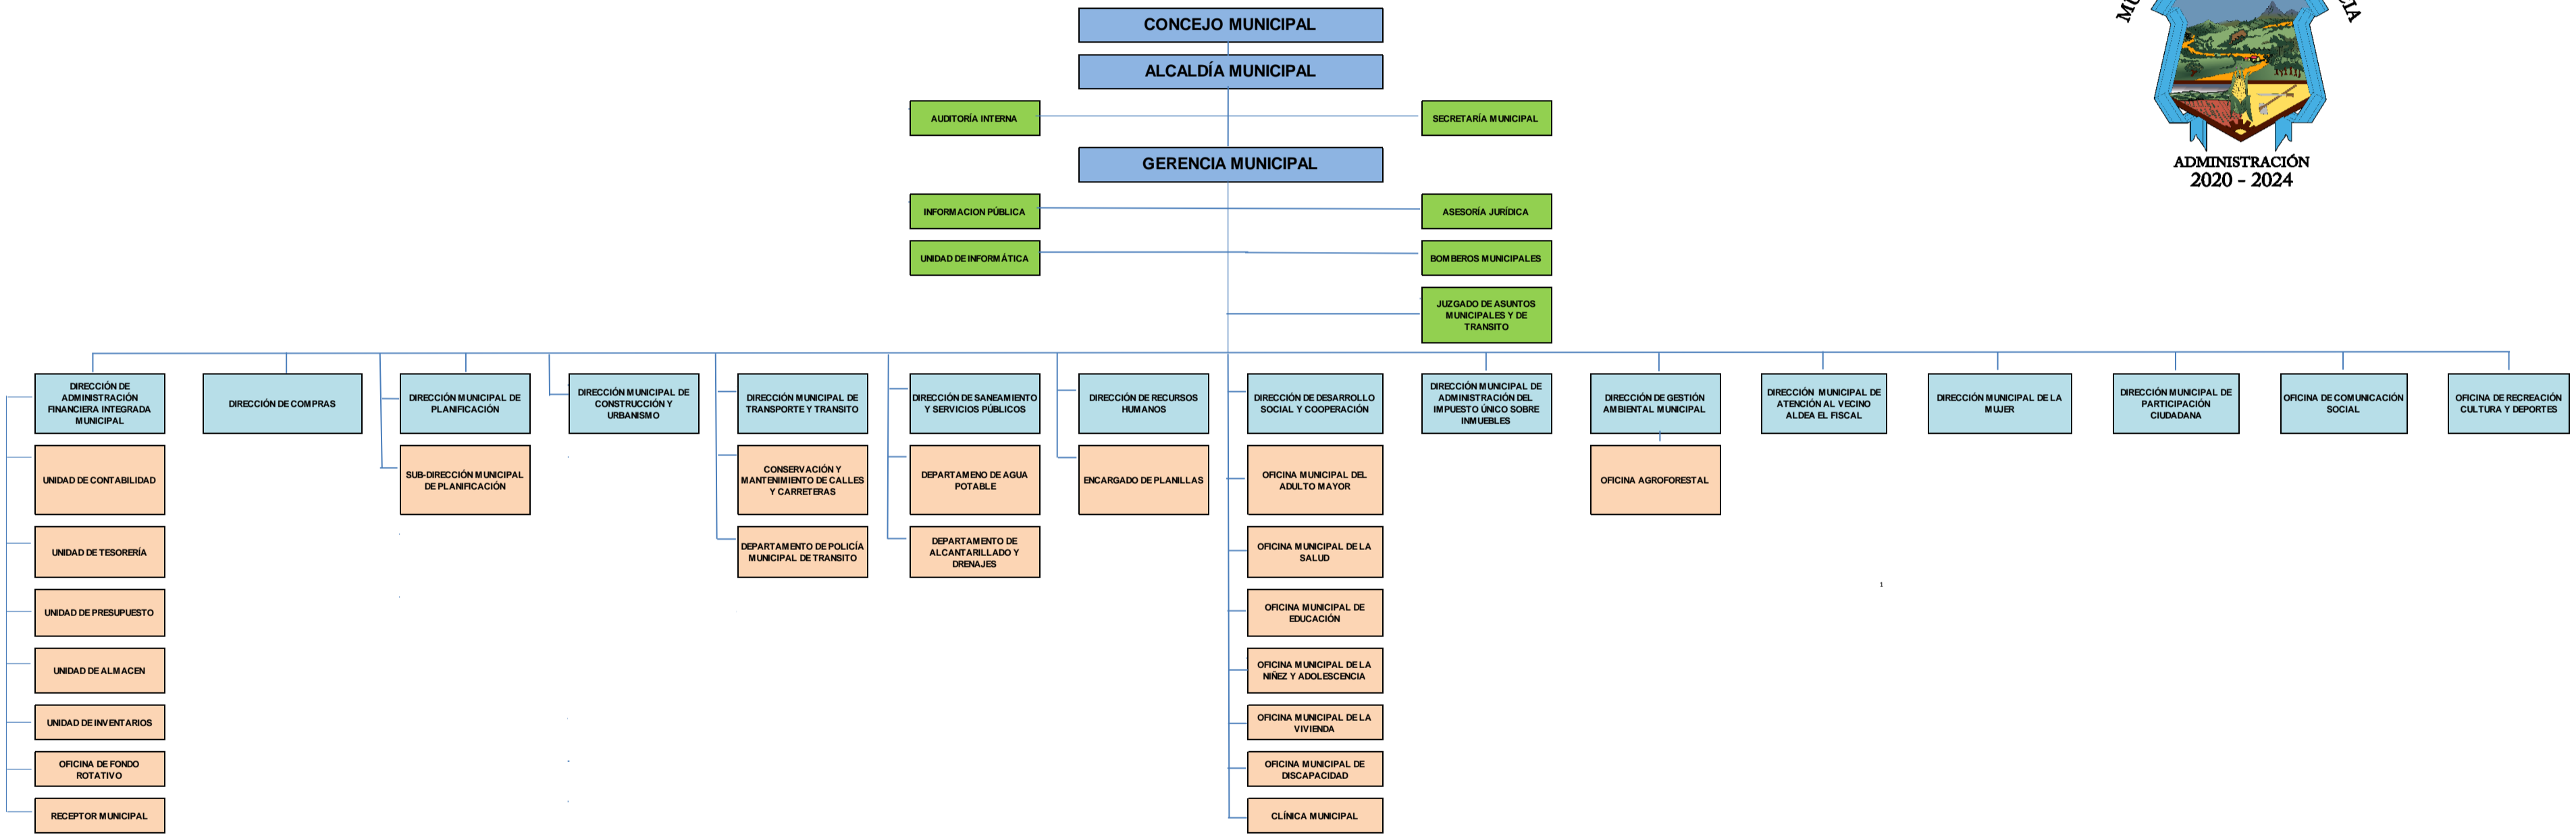 CONCEJO MUNICIPAL
ALCALDÍA MUNICIPAL
AUDITORÍA INTERNA
SECRETARÍA MUNICIPAL
GERENCIA MUNICIPAL
ADMINISTRACIÓN
2020 - 2024
INFORMACION PÚBLICA
ASESORÍA JURÍDICA
UNIDAD DE INFORMÁTICA
BOMBEROS MUNICIPALES
JUZGADO DE ASUNTOS
MUNICIPALES Y DE
TRANSITO
DIRECCIÓN DE
ADMINISTRACIÓN
FINANCIERA INTEGRADA
MUNICIPAL
DIRECCIÓN DE COMPRAS
DIRECCIÓN MUNICIPAL DE
PLANIFICACIÓN
DIRECCIÓN MUNICIPAL DE
CONSTRUCCIÓN Y
URBANISMO
DIRECCIÓN MUNICIPAL DE
TRANSPORTE Y TRANSITO
DIRECCIÓN DE SANEAMIENTO
Y SERVICIOS PÚBLICOS
DIRECCIÓN DE RECURSOS
HUMANOS
DIRECCIÓN DE DESARROLLO
SOCIAL Y COOPERACIÓN
DIRECCIÓN MUNICIPAL DE
ADMINISTRACIÓN DEL
IMPUESTO ÚNICO SOBRE
INMUEBLES
DIRECCIÓN DE GESTIÓN
AMBIENTAL MUNICIPAL
DIRECCIÓN MUNICIPAL DE
ATENCIÓN AL VECINO
ALDEA EL FISCAL
DIRECCIÓN MUNICIPAL DE LA
MUJER
DIRECCIÓN MUNICIPAL DE
PARTICIPACIÓN
CIUDADANA
OFICINA DE COMUNICACIÓN
SOCIAL
OFICINA DE RECREACIÓN
CULTURA Y DEPORTES
UNIDAD DE CONTABILIDAD
SUB-DIRECCIÓN MUNICIPAL
DE PLANIFICACIÓN
CONSERVACIÓN Y
MANTENIMIENTO DE CALLES
Y CARRETERAS
DEPARTAMENO DE AGUA
POTABLE
ENCARGADO DE PLANILLAS
OFICINA MUNICIPAL DEL
ADULTO MAYOR
OFICINA AGROFORESTAL
UNIDAD DE TESORERÍA
DEPARTAMENTO DE POLICÍA
MUNICIPAL DE TRANSITO
DEPARTAMENTO DE
ALCANTARILLADO Y
DRENAJES
OFICINA MUNICIPAL DE LA
SALUD
1
UNIDAD DE PRESUPUESTO
OFICINA MUNICIPAL DE
EDUCACIÓN
UNIDAD DE ALMACEN
OFICINA MUNICIPAL DE LA
NIÑEZ Y ADOLESCENCIA
UNIDAD DE INVENTARIOS
OFICINA MUNICIPAL DE LA
VIVIENDA
OFICINA DE FONDO
ROTATIVO
OFICINA MUNICIPAL DE
DISCAPACIDAD
RECEPTOR MUNICIPAL
CLÍNICA MUNICIPAL